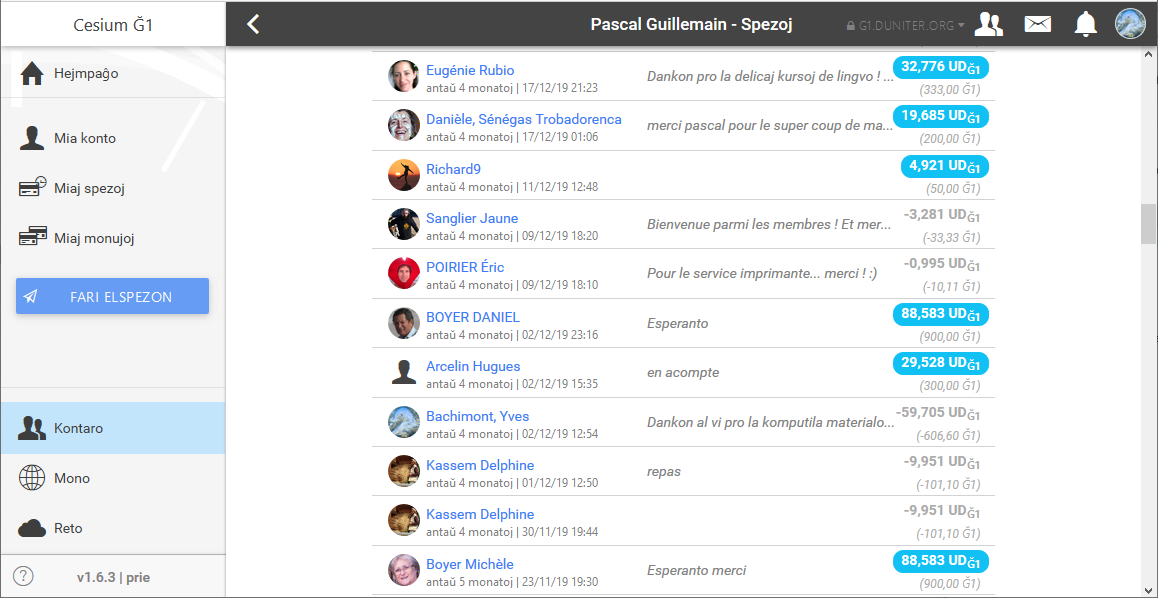 Cesium Ğ1
Pascal Guillemain - Spezoj
G1.DUNITER.ORG
Hejmpaĝo
Mia konto
Miaj spezoj
Miaj monujoj
FARI ELSPEZON
Kontaro
Mono
Reto
v1.6.3 | prie
Eugénie Rubio
antaŭ 4 monatoj | 17/12/19 21:23
Dankon pro la delicaj kursoj de lingvo ! ...
32,776 UDĞ1
(333,00 Ğ1)
Danièle, Sénégas Trobadorenca
antaŭ 4 monatoj | 17/12/19 01:06
merci pascal pour le super coup de ma...
19,685 UDĞ1
(200,00 Ğ1)
Richard9
antaŭ 4 monatoj | 11/12/19 12:48
4,921 UDĞ1
(50,00 Ğ1)
Sanglier Jaune
antaŭ 4 monatoj | 09/12/19 18:20
Bienvenue parmi les membres ! Et mer...
-3,281 UDĞ1
(-33,33 Ğ1)
POIRIER Éric
antaŭ 4 monatoj | 09/12/19 18:10
Pour le service imprimante... merci ! :)
-0,995 UDĞ1
(-10,11 Ğ1)
BOYER DANIEL
antaŭ 4 monatoj | 02/12/19 23:16
Esperanto
88,583 UDĞ1
(900,00 Ğ1)
Arcelin Hugues
antaŭ 4 monatoj | 02/12/19 15:35
en acompte
29,528 UDĞ1
(300,00 Ğ1)
Bachimont, Yves
antaŭ 4 monatoj | 02/12/19 12:54
Dankon al vi pro la komputila materialo...
-59,705 UDĞ1
(-606,60 Ğ1)
Kassem Delphine
antaŭ 4 monatoj | 01/12/19 12:50
repas
-9,951 UDĞ1
(-101,10 Ğ1)
Kassem Delphine
antaŭ 4 monatoj | 30/11/19 19:44
-9,951 UDĞ1
(-101,10 Ğ1)
Boyer Michèle
antaŭ 5 monatoj | 23/11/19 19:30
Esperanto merci
88,583 UDĞ1
(900,00 Ğ1)